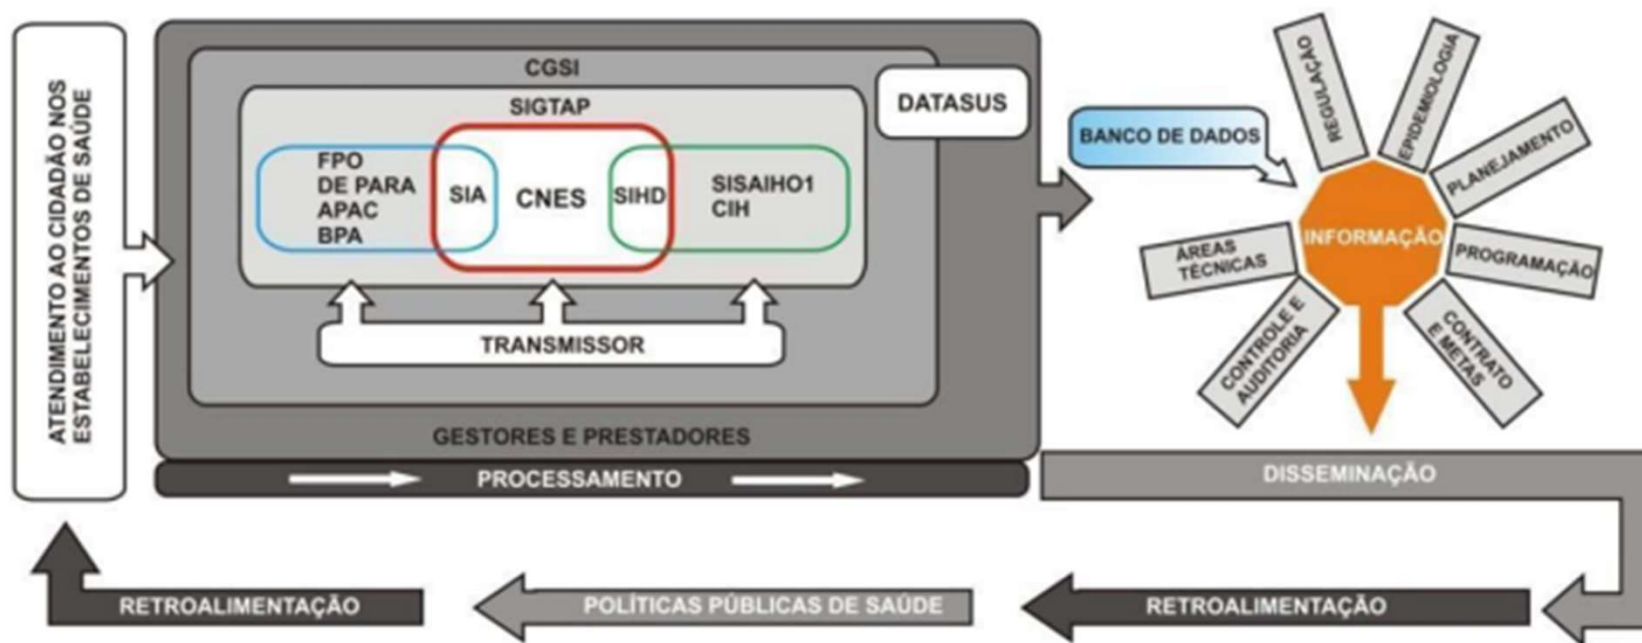 ATENDIMENTO AO CIDADÃO NOS
ESTABELECIMENTOS DE SAÚDE
CGSI
SIGTAP
DATASUS
FPO
DE PARA
APAC
BPA
SIA
CNES
SIHD
SISAIHO1
CIH
TRANSMISSOR
GESTORES E PRESTADORES
PROCESSAMENTO
BANCO DE DADOS
REGULAÇÃO
EPIDEMIOLOGIA
PLANEJAMENTO
INFORMAÇÃO
PROGRAMAÇÃO
ÁREAS
TÉCNICAS
CONTROLE E
AUDITORIA
CONTRATO
E METAS
DISSEMINAÇÃO
RETROALIMENTAÇÃO
POLÍTICAS PÚBLICAS DE SAÚDE
RETROALIMENTAÇÃO